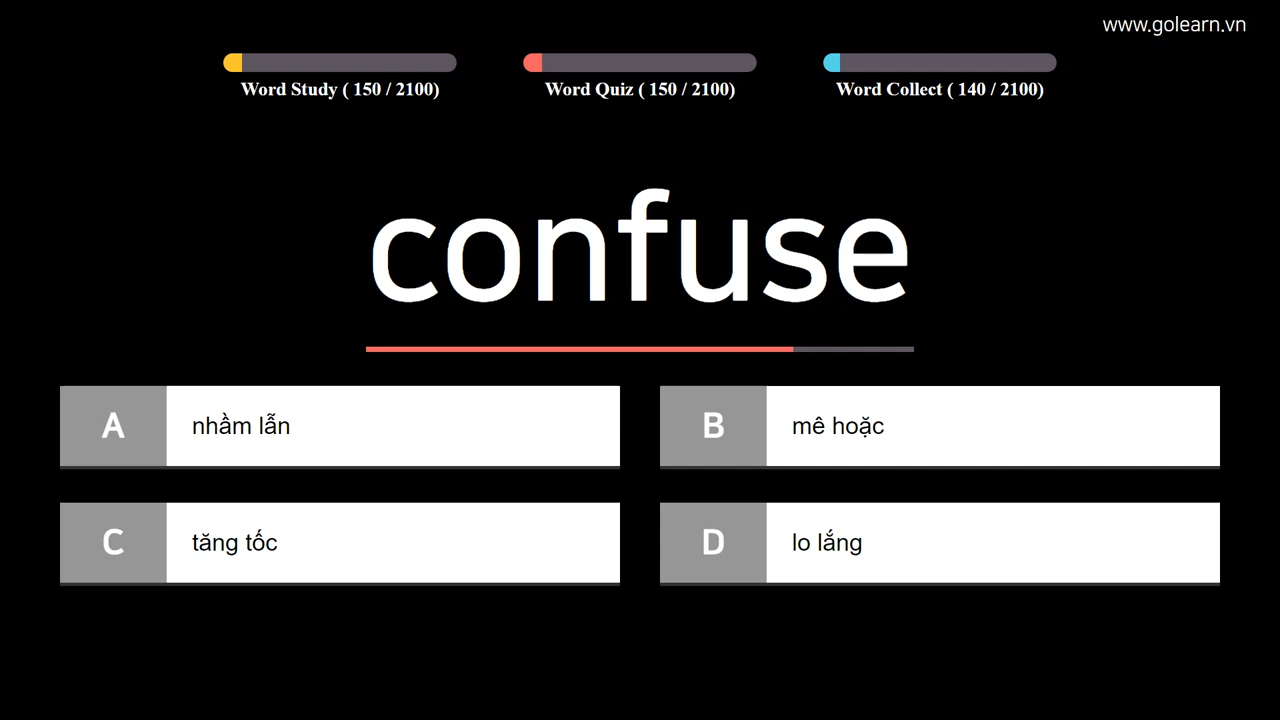 www.golearn.vn
Word Study ( 150 / 2100)
Word Quiz ( 150 / 2100)
Word Collect ( 140 / 2100)
confuse
A nhầm lẫn
B mê hoặc
C tăng tốc
D lo lắng